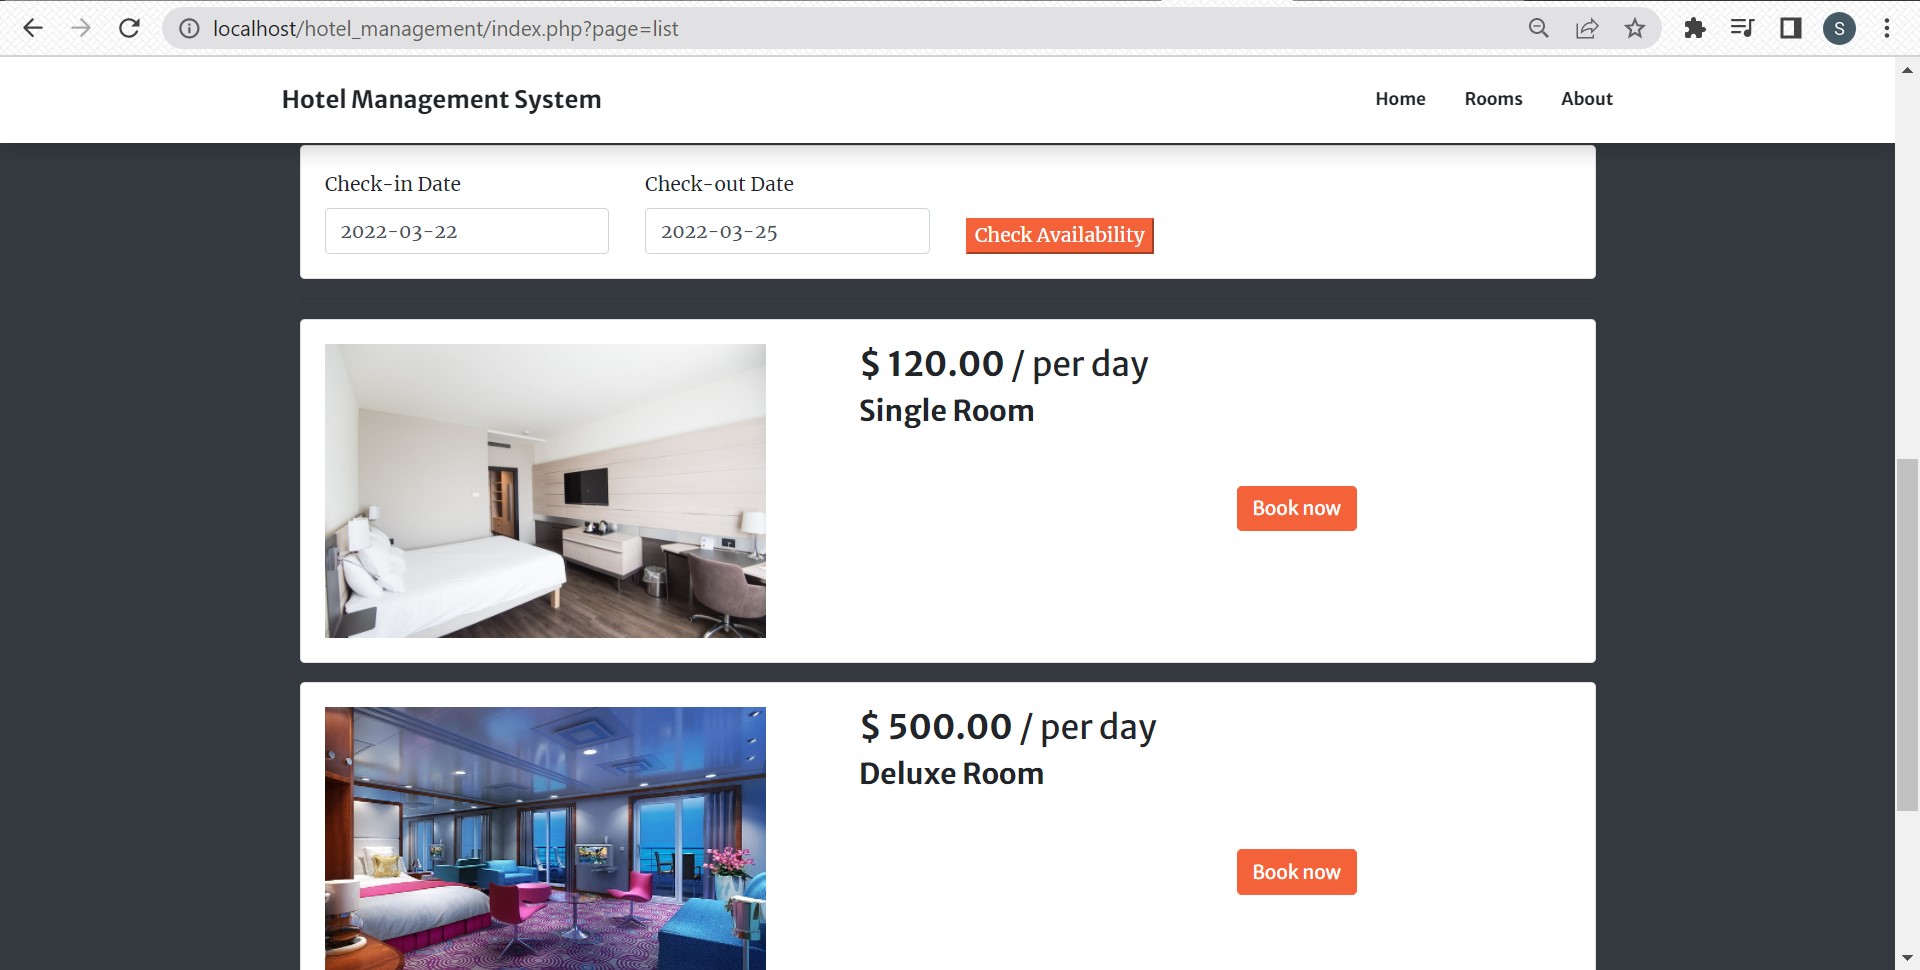 localhost/hotel_management/index.php?page=list
S
Hotel Management System
Home Rooms About
Check-in Date Check-out Date
2022-03-22 2022-03-25 Check Availability
$ 120.00 / per day
Single Room
Book now
$ 500.00 / per day
Deluxe Room
Book now